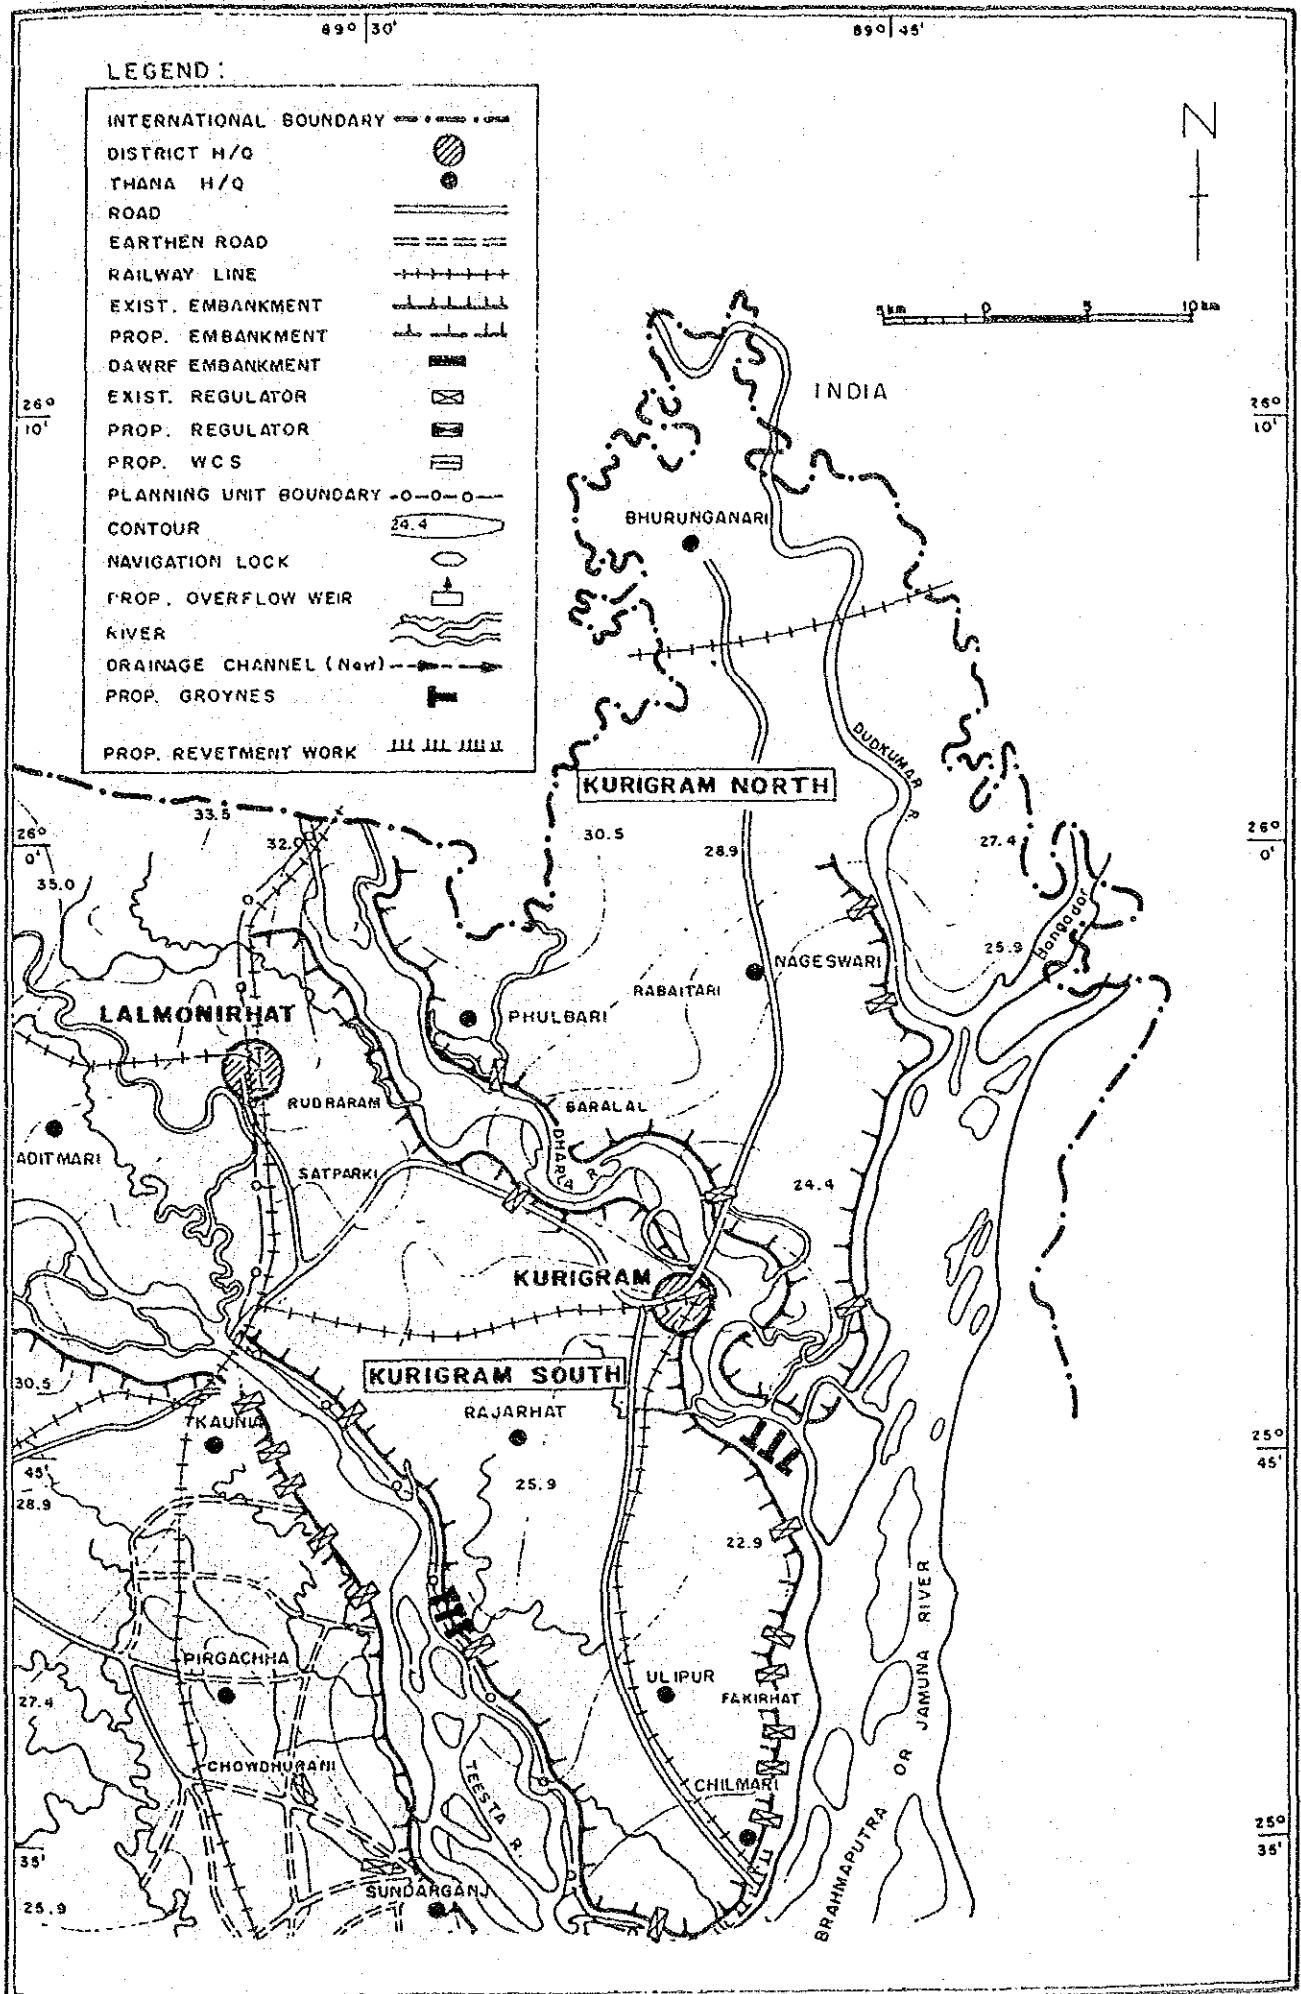 89° 30'
89° 45'
LEGEND :
INTERNATIONAL BOUNDARY
DISTRICT H/Q
THANA H/Q
ROAD
EARTHEN ROAD
RAILWAY LINE
EXIST. EMBANKMENT
PROP. EMBANKMENT
DAWRF EMBANKMENT
EXIST. REGULATOR
PROP. REGULATOR
PROP. WCS
PLANNING UNIT BOUNDARY
CONTOUR 24.4
NAVIGATION LOCK
PROP. OVERFLOW WEIR
RIVER
DRAINAGE CHANNEL (New)
PROP. GROYNES
PROP. REVETMENT WORK
N
5 km 0 5 10 km
INDIA
26° 10'
26° 10'
BHURUNGANARI
DUDKUMAR R
KURIGRAM NORTH
33.5
32.0
30.5
28.9
27.4
26° 0'
26° 0'
35.0
25.9
NAGESWARI
RABAITARI
PHULBARI
LALMONIRHAT
RUDRARAM
BARALAL
DHARLA R
ADITMARI
SATPARKI
24.4
KURIGRAM
KURIGRAM SOUTH
30.5
KAUNIA
RAJARHAT
25° 45'
45'
28.9
25.9
22.9
PIRGACHHA
27.4
ULIPUR
FAKIRHAT
CHOWDHURANI
TEESTA R.
CHILMARI
BRAHMAPUTRA OR JAMUNA RIVER
25° 35'
35'
SUNDARGANJ
25.9